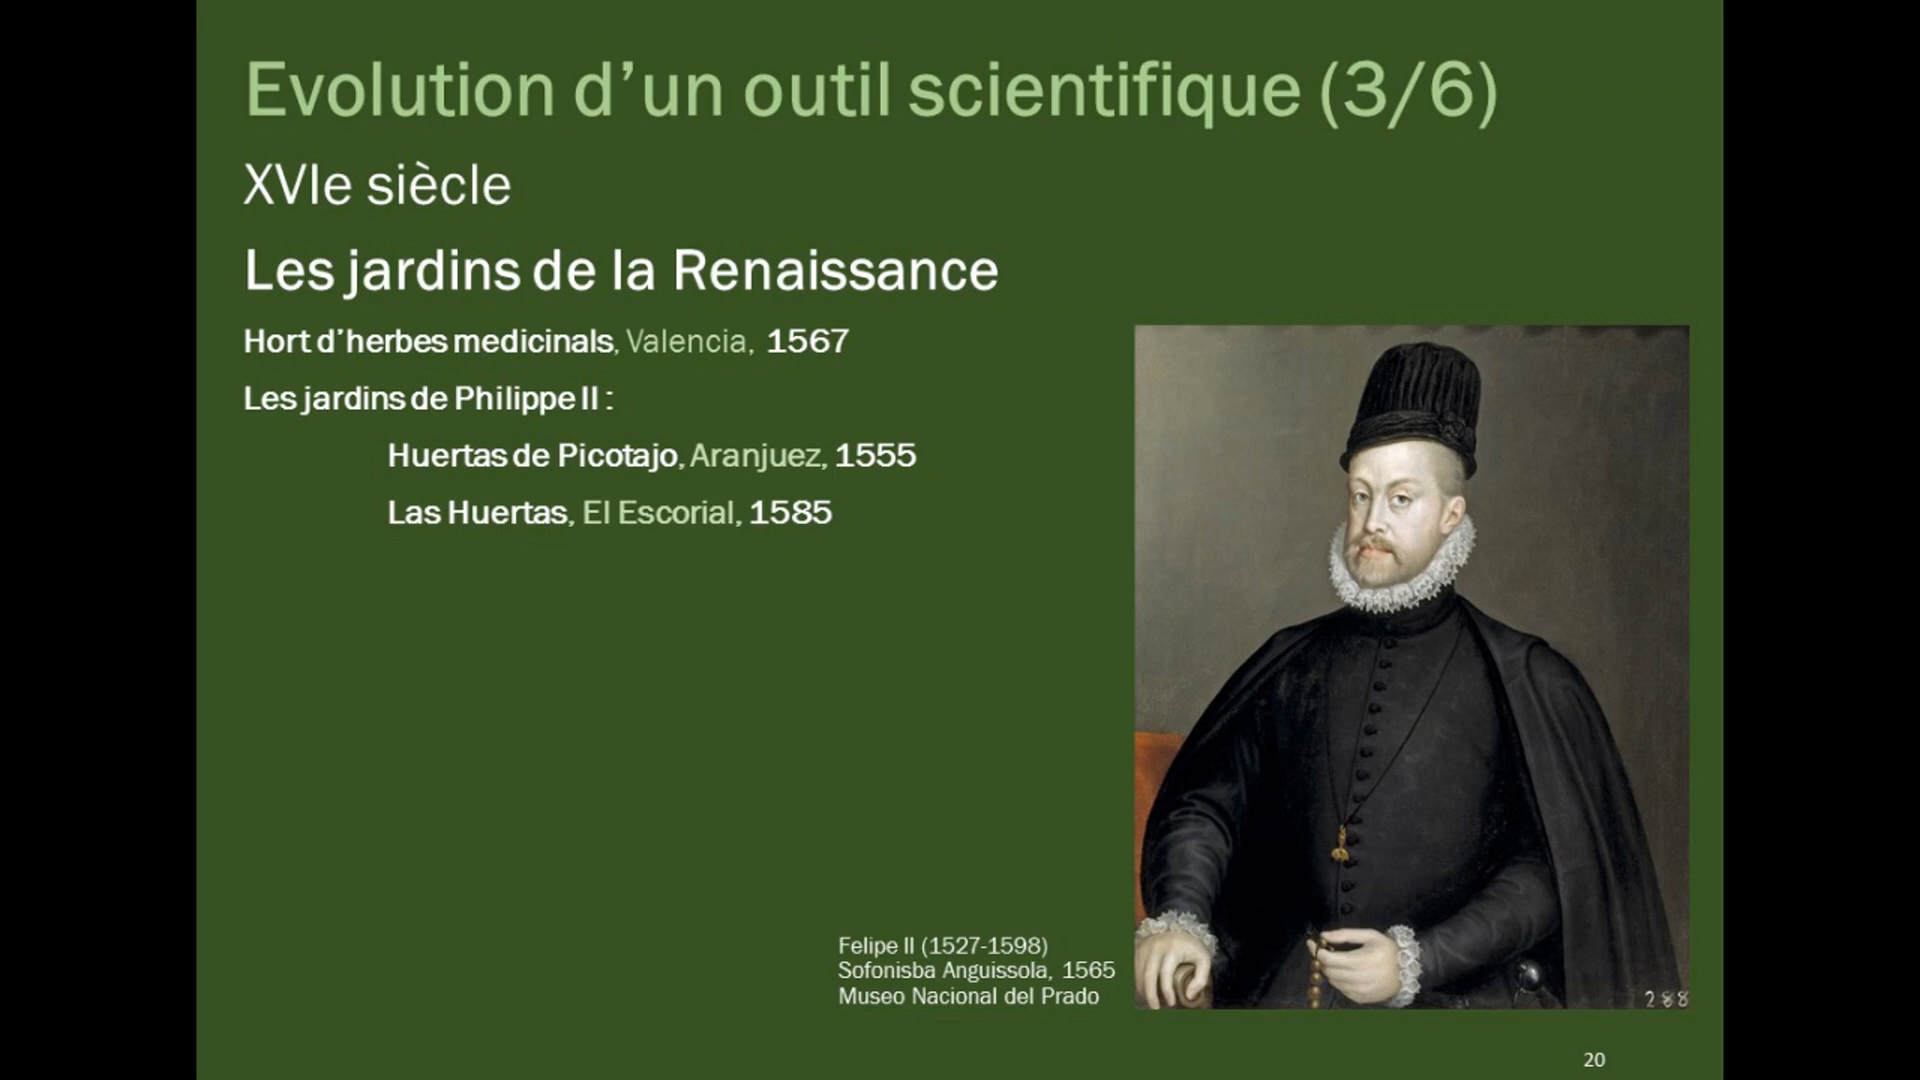 Evolution d’un outil scientifique (3/6)
XVIe siècle
Les jardins de la Renaissance
Hort d’herbes medicinals, Valencia, 1567
Les jardins de Philippe II :
Huertas de Picotajo, Aranjuez, 1555
Las Huertas, El Escorial, 1585
Felipe II (1527-1598)
Sofonisba Anguissola, 1565
Museo Nacional del Prado
288
20